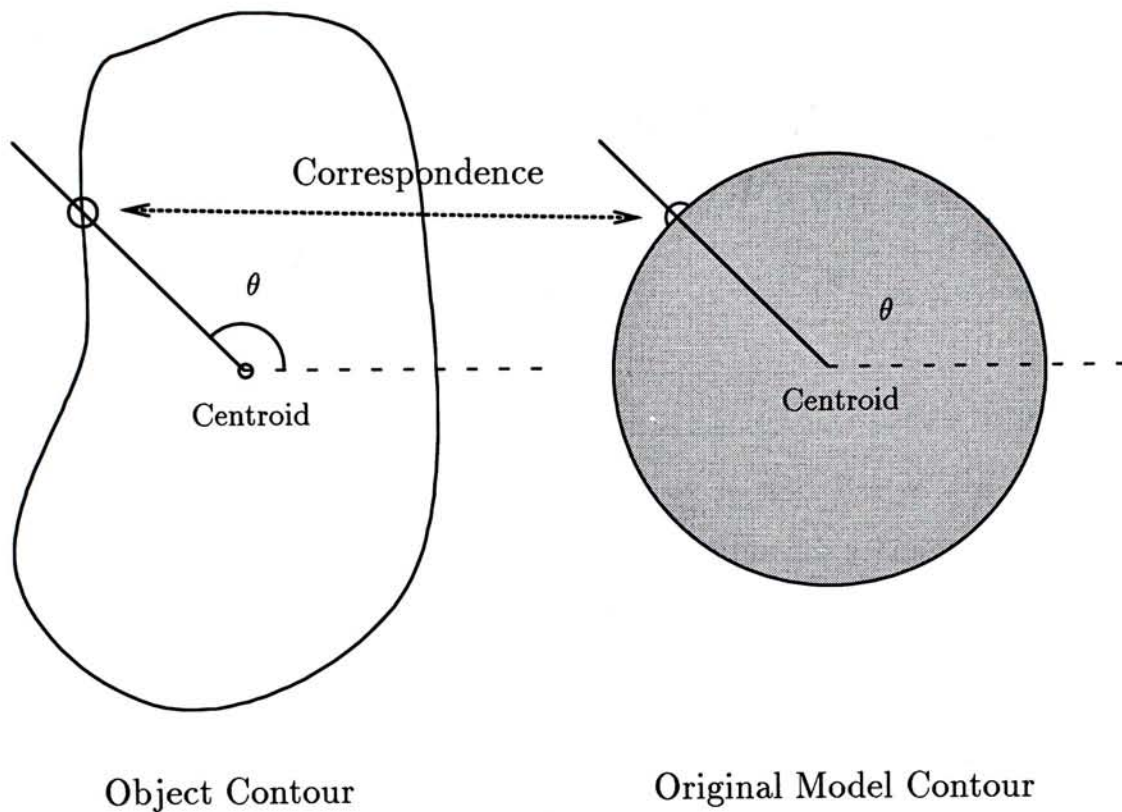 Correspondence
θ
θ
Centroid
Centroid
Object Contour
Original Model Contour